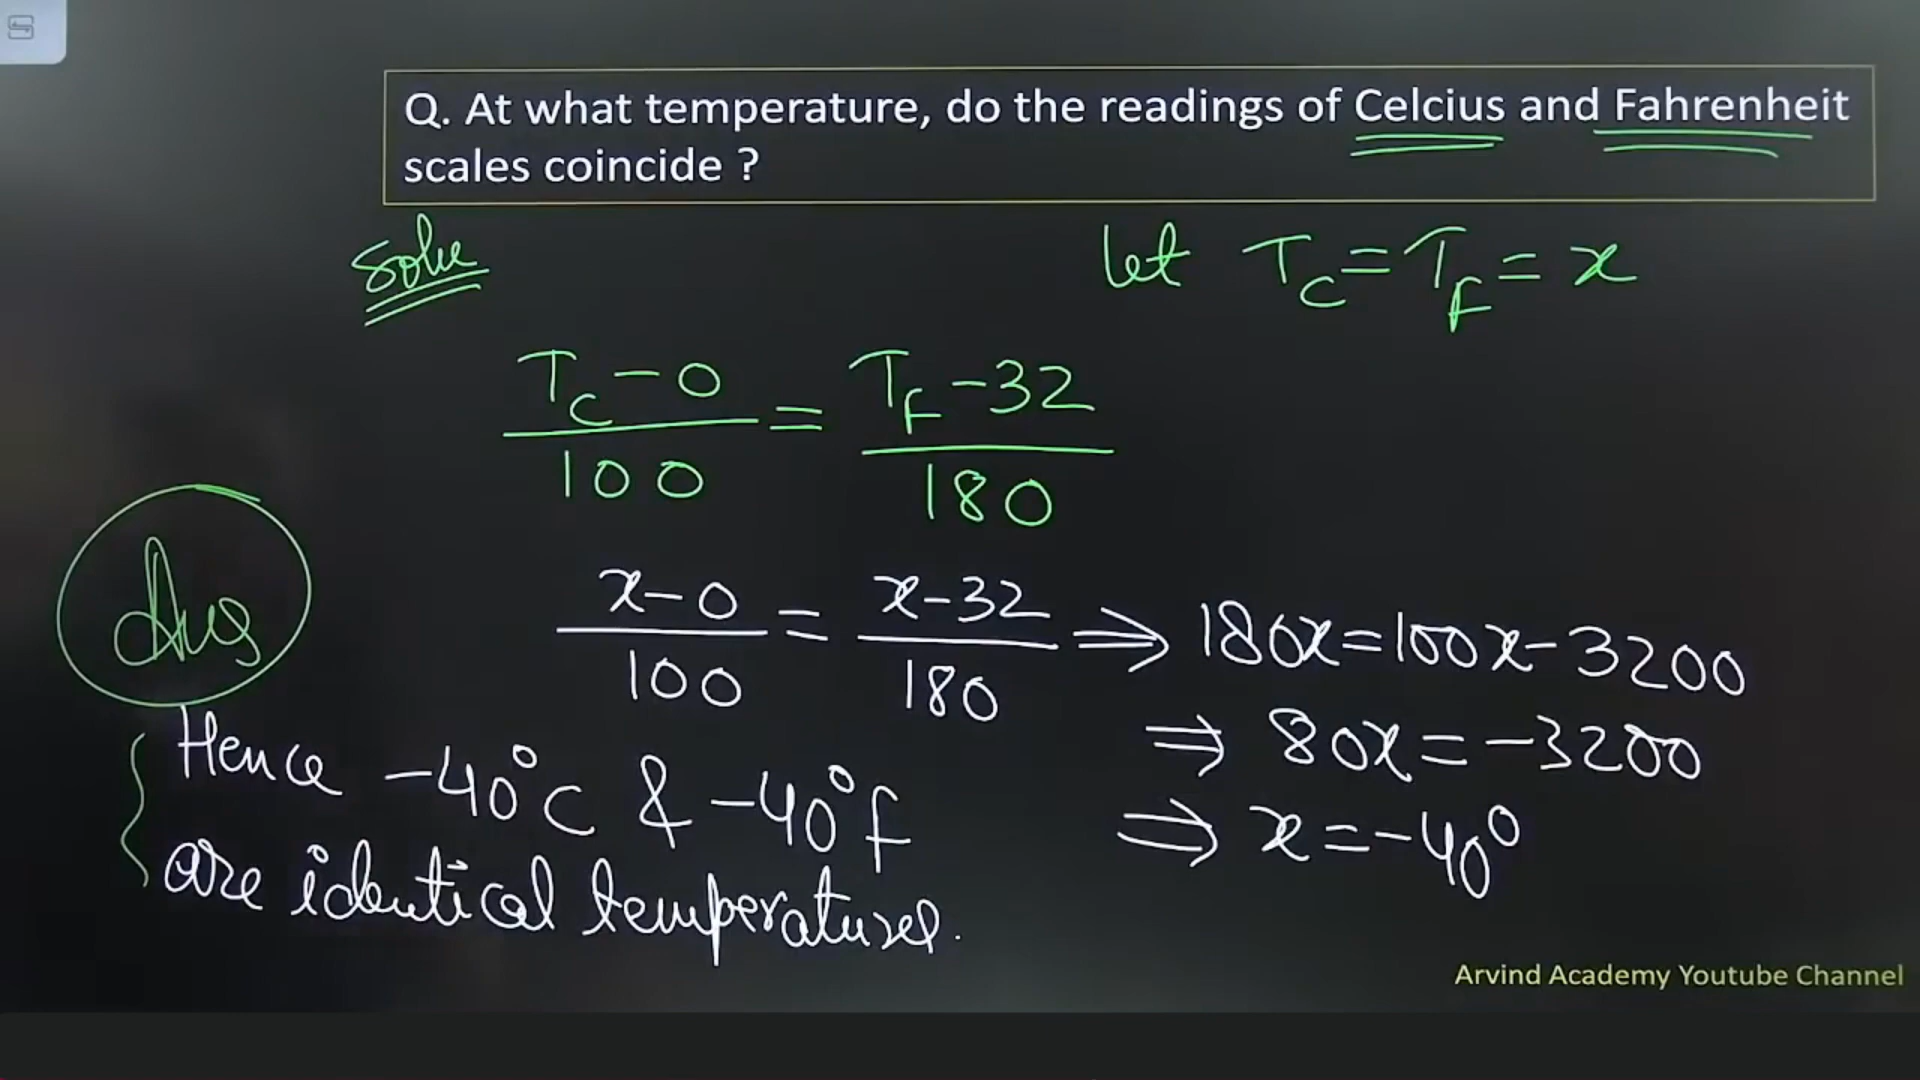 Q. At what temperature, do the readings of Celcius and Fahrenheit
scales coincide ?
Solu
let T_C = T_F = x
T_C - 0 / 100 = T_F - 32 / 180
x - 0 / 100 = x - 32 / 180 ⇒ 180x = 100x - 3200
⇒ 80x = -3200
⇒ x = -40°
Ans
Hence -40°C & -40°F
are identical temperatures.
Arvind Academy Youtube Channel